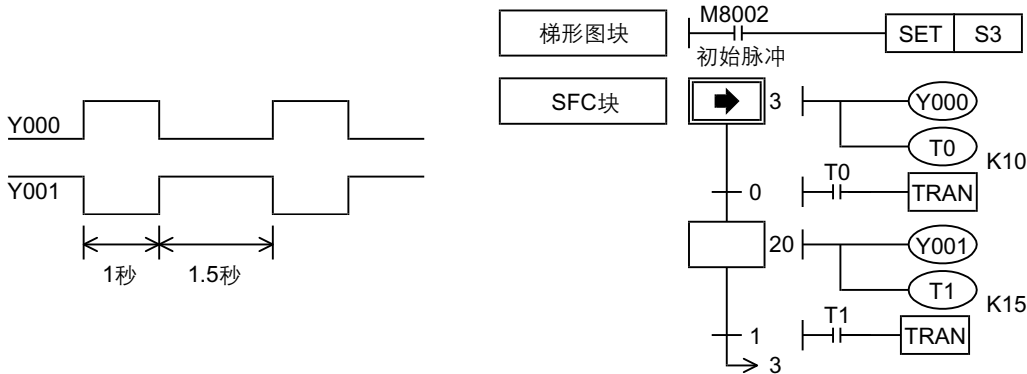 Y000
Y001
1秒 1.5秒
梯形图块 M8002 SET S3
初始脉冲
SFC块 3 Y000
T0 K10
0 T0 TRAN
20 Y001
T1 K15
1 T1 TRAN
3